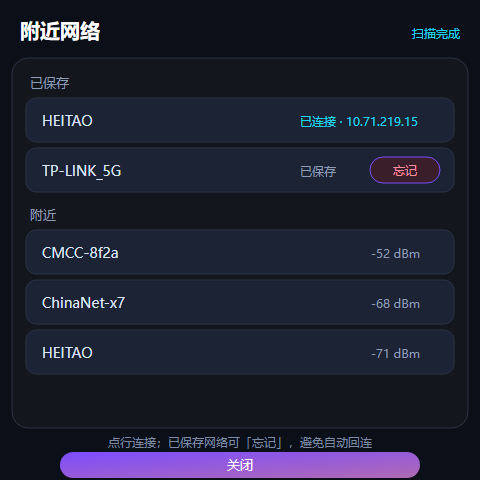 附近网络 扫描完成
已保存
HEITAO 已连接 · 10.71.219.15
TP-LINK_5G 已保存 忘记
附近
CMCC-8f2a -52 dBm
ChinaNet-x7 -68 dBm
HEITAO -71 dBm
点行连接；已保存网络可「忘记」，避免自动回连
关闭